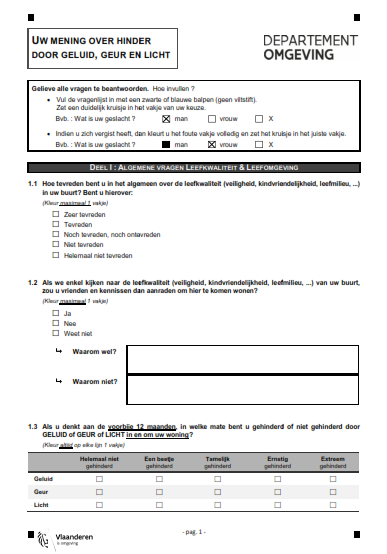 UW MENING OVER HINDER
DOOR GELUID, GEUR EN LICHT
DEPARTEMENT
OMGEVING
Gelieve alle vragen te beantwoorden. Hoe invullen ?
• Vul de vragenlijst in met een zwarte of blauwe balpen (geen viltstift).
Zet een duidelijk kruisje in het vakje van uw keuze.
Bvb. : Wat is uw geslacht? ☒ man ☐ vrouw ☐ X
• Indien u zich vergist heeft, dan kleurt u het foute vakje volledig en zet het kruisje in het juiste vakje.
Bvb. : Wat is uw geslacht? ■ man ☒ vrouw ☐ X
DEEL I : ALGEMENE VRAGEN LEEFKWALITEIT & LEEFOMGEVING
1.1 Hoe tevreden bent u in het algemeen over de leefkwaliteit (veiligheid, kindvriendelijkheid, leefmilieu, ...)
in uw buurt? Bent u hierover:
(Kleur maximaal 1 vakje)
☐ Zeer tevreden
☐ Tevreden
☐ Noch tevreden, noch ontevreden
☐ Niet tevreden
☐ Helemaal niet tevreden
1.2 Als we enkel kijken naar de leefkwaliteit (veiligheid, kindvriendelijkheid, leefmilieu, ...) van uw buurt,
zou u vrienden en kennissen dan aanraden om hier te komen wonen?
(Kleur maximaal 1 vakje)
☐ Ja
☐ Nee
☐ Weet niet
↳ Waarom wel?
↳ Waarom niet?
1.3 Als u denkt aan de voorbije 12 maanden, in welke mate bent u gehinderd of niet gehinderd door
GELUID of GEUR of LICHT in en om uw woning?
(Kleur altijd op elke lijn 1 vakje)
Helemaal niet gehinderd Een beetje gehinderd Tamelijk gehinderd Ernstig gehinderd Extreem gehinderd
Geluid ☐ ☐ ☐ ☐ ☐
Geur ☐ ☐ ☐ ☐ ☐
Licht ☐ ☐ ☐ ☐ ☐
Vlaanderen
is omgeving
- pag. 1 -